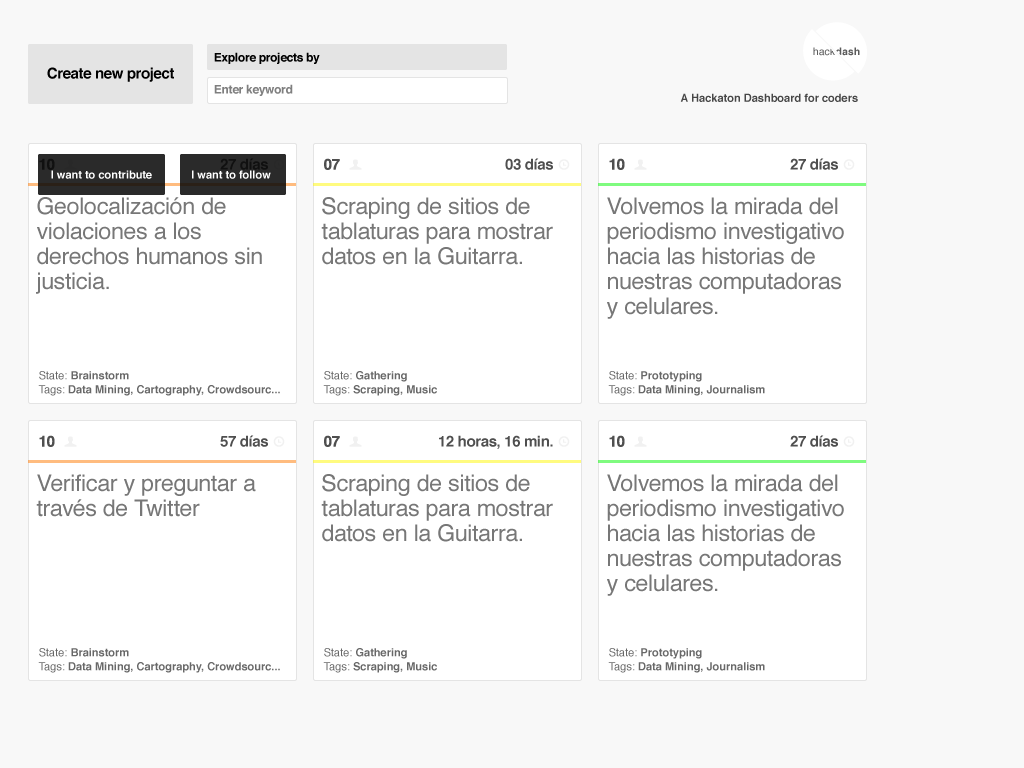 Create new project
Explore projects by
Enter keyword
A Hackaton Dashboard for coders
10 27 días
I want to contribute
I want to follow
Geolocalización de
violaciones a los
derechos humanos sin
justicia.
State: Brainstorm
Tags: Data Mining, Cartography, Crowdsourc...
07 03 días
Scraping de sitios de
tablaturas para mostrar
datos en la Guitarra.
State: Gathering
Tags: Scraping, Music
10 27 días
Volvemos la mirada del
periodismo investigativo
hacia las historias de
nuestras computadoras
y celulares.
State: Prototyping
Tags: Data Mining, Journalism
10 57 días
Verificar y preguntar a
través de Twitter
State: Brainstorm
Tags: Data Mining, Cartography, Crowdsourc...
07 12 horas, 16 min.
Scraping de sitios de
tablaturas para mostrar
datos en la Guitarra.
State: Gathering
Tags: Scraping, Music
10 27 días
Volvemos la mirada del
periodismo investigativo
hacia las historias de
nuestras computadoras
y celulares.
State: Prototyping
Tags: Data Mining, Journalism